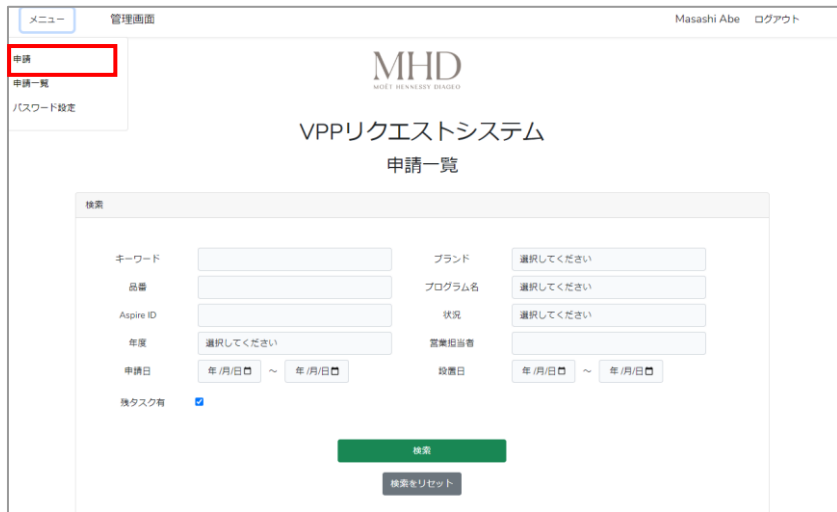 メニュー 管理画面 Masashi Abe ログアウト
申請
申請一覧
パスワード設定
MHD
MOËT HENNESSY DIAGEO
VPPリクエストシステム
申請一覧
検索
キーワード ブランド 選択してください
品番 プログラム名 選択してください
Aspire ID 状況 選択してください
年度 選択してください 営業担当者
申請日 年/月/日 ～ 年/月/日 設置日 年/月/日 ～ 年/月/日
残タスク有
検索
検索をリセット